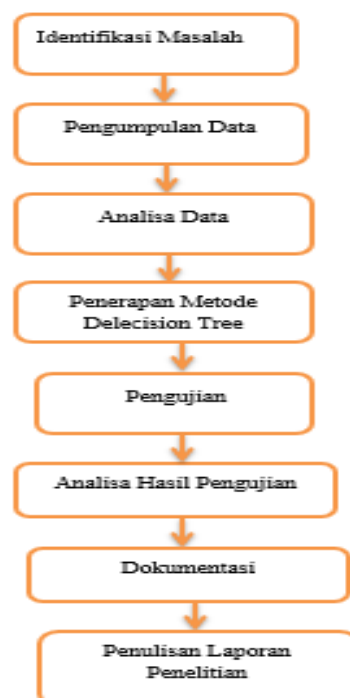 Identifikasi Masalah
Pengumpulan Data
Analisa Data
Penerapan Metode
Delecision Tree
Pengujian
Analisa Hasil Pengujian
Dokumentasi
Penulisan Laporan
Penelitian